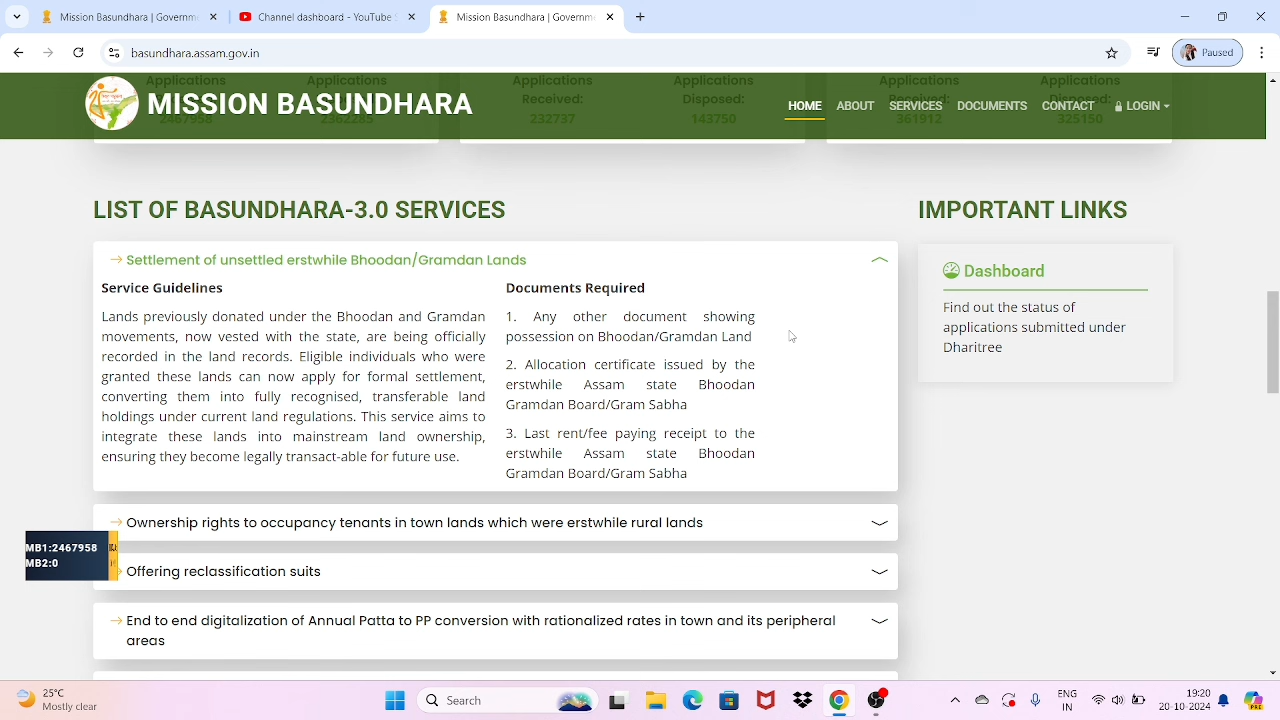 Mission Basundhara | Governm
Mission Basundhara - YouTube
Mission Basundhara | Governm
basundhara.assam.gov.in
Paused
Applications
Applications
Applications
Applications
Applications
Applications
Received:
Disposed:
2467958
2362285
232737
143750
361912
325150
MISSION BASUNDHARA
HOME
ABOUT
SERVICES
DOCUMENTS
CONTACT
LOGIN
LIST OF BASUNDHARA-3.0 SERVICES
Settlement of unsettled erstwhile Bhoodan/Gramdan Lands
Service Guidelines
Lands previously donated under the Bhoodan and Gramdan
movements, now vested with the state, are being officially
recorded in the land records. Eligible individuals who were
granted these lands can now apply for formal settlement,
converting them into fully recognised, transferable land
holdings under current land regulations. This service aims to
integrate these lands into mainstream land ownership,
ensuring they become legally transact-able for future use.
Documents Required
1. Any other document showing
possession on Bhoodan/Gramdan Land
2. Allocation certificate issued by the
erstwhile Assam state Bhoodan
Gramdan Board/Gram Sabha
3. Last rent/fee paying receipt to the
erstwhile Assam state Bhoodan
Gramdan Board/Gram Sabha
Ownership rights to occupancy tenants in town lands which were erstwhile rural lands
Offering reclassification suits
End to end digitalization of Annual Patta to PP conversion with rationalized rates in town and its peripheral
areas
IMPORTANT LINKS
Dashboard
Find out the status of
applications submitted under
Dharitree
MB1:2467958
MB2:0
25°C
Mostly clear
Search
ENG
IN
19:20
20-10-2024
PRE